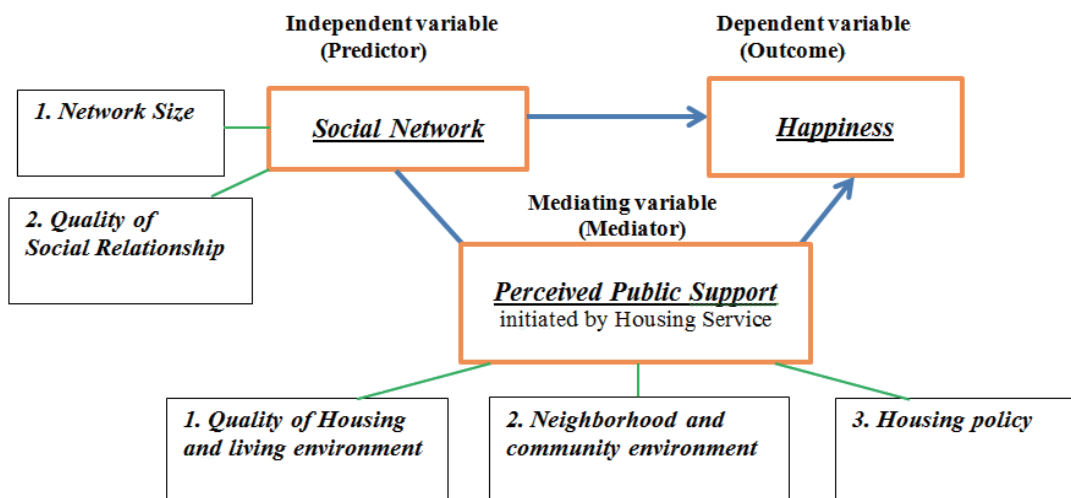 Independent variable
(Predictor)
Dependent variable
(Outcome)
1. Network Size
Social Network
Happiness
2. Quality of
Social Relationship
Mediating variable
(Mediator)
Perceived Public Support
initiated by Housing Service
1. Quality of Housing
and living environment
2. Neighborhood and
community environment
3. Housing policy